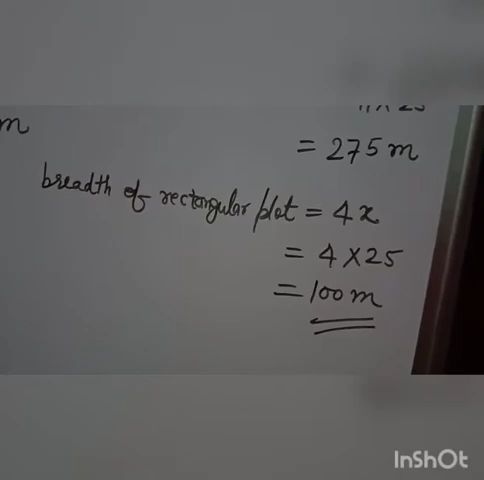 m
= 275 m
breadth of rectangular plot = 4x
= 4 × 25
= 100 m
InShOt